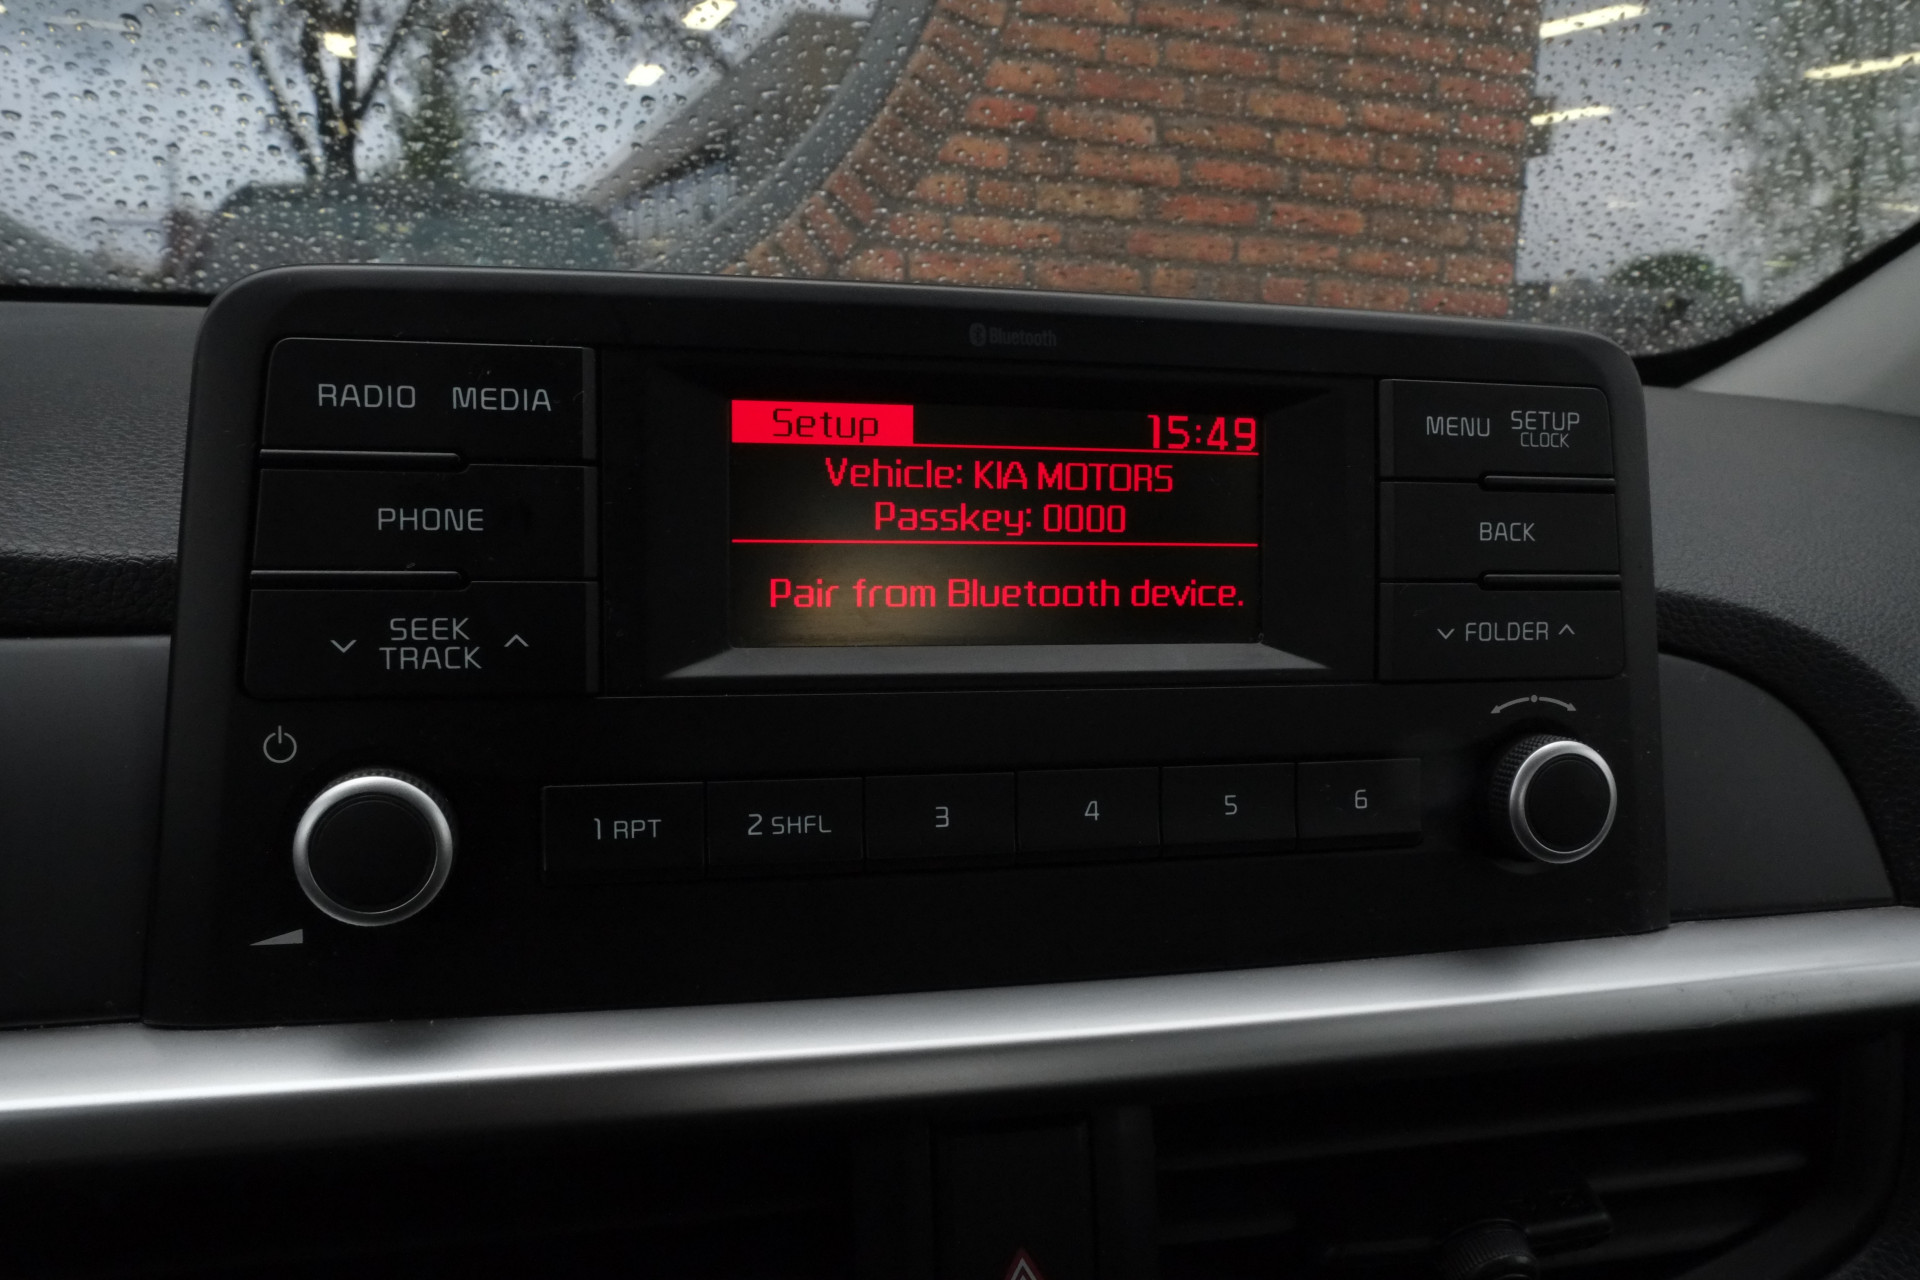 Bluetooth
RADIO MEDIA
PHONE
SEEK
TRACK
Setup 15:49
Vehicle: KIA MOTORS
Passkey: 0000
Pair from Bluetooth device.
MENU SETUP
CLOCK
BACK
FOLDER
1 RPT 2 SHFL 3 4 5 6